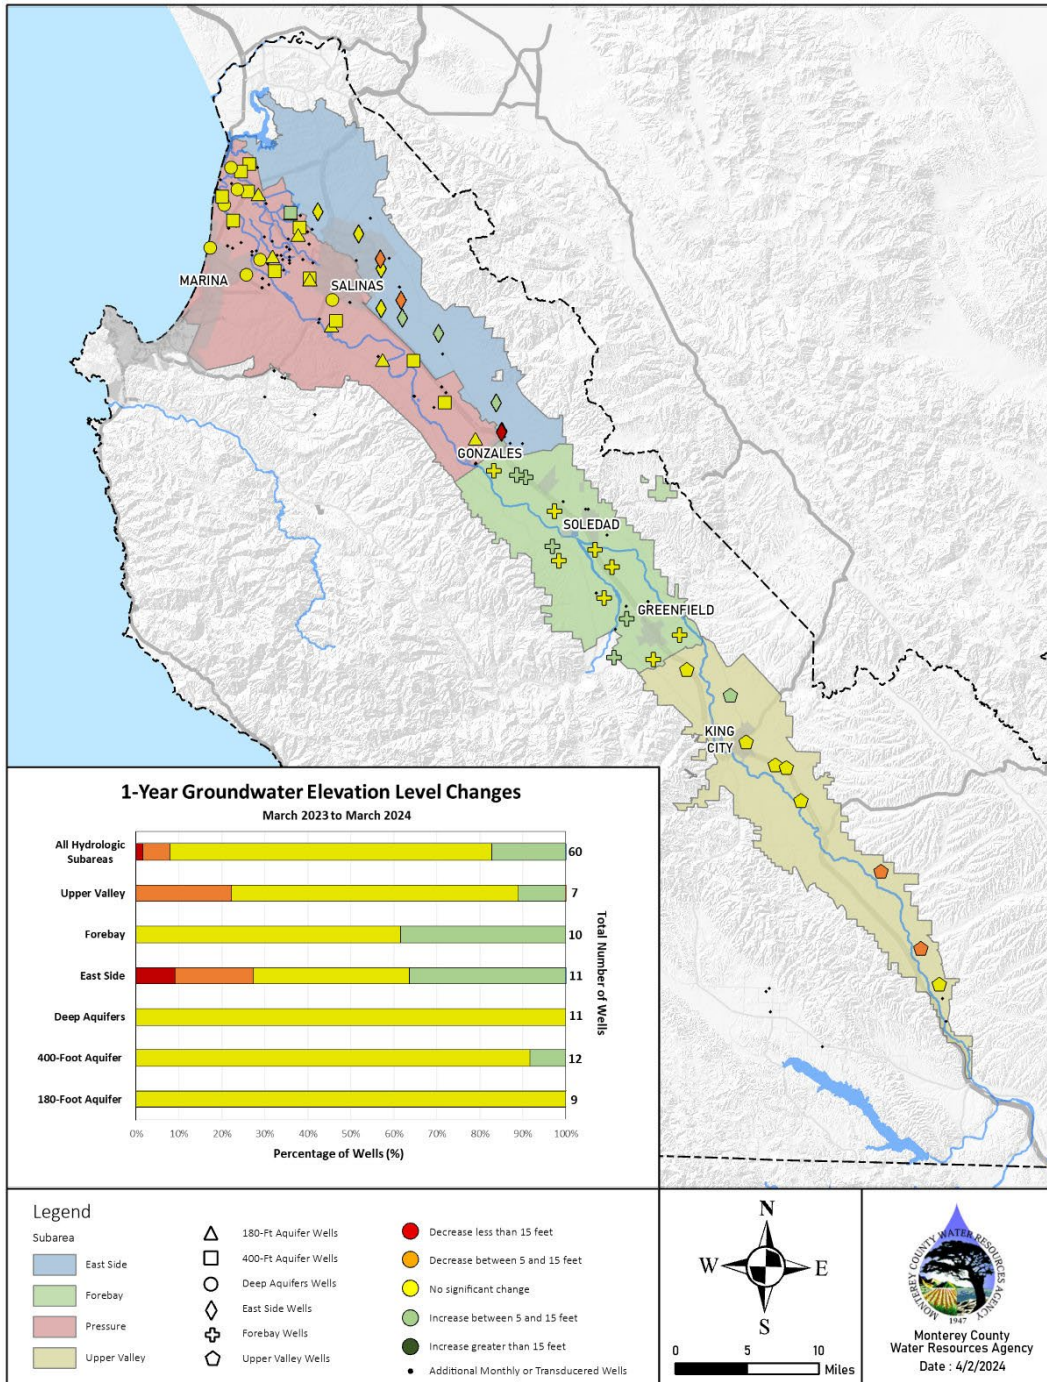 MARINA
SALINAS
GONZALES
SOLEDAD
GREENFIELD
KING
CITY
1-Year Groundwater Elevation Level Changes
March 2023 to March 2024
All Hydrologic
Subareas
60
Upper Valley
7
Forebay
10
East Side
11
Deep Aquifers
11
400-Foot Aquifer
12
180-Foot Aquifer
9
Total Number of Wells
0% 10% 20% 30% 40% 50% 60% 70% 80% 90% 100%
Percentage of Wells (%)
Legend
Subarea
East Side
Forebay
Pressure
Upper Valley
180-Ft Aquifer Wells
400-Ft Aquifer Wells
Deep Aquifers Wells
East Side Wells
Forebay Wells
Upper Valley Wells
Decrease less than 15 feet
Decrease between 5 and 15 feet
No significant change
Increase between 5 and 15 feet
Increase greater than 15 feet
Additional Monthly or Transducered Wells
N
W E
S
0 5 10
Miles
MONTEREY COUNTY WATER RESOURCES AGENCY
1947
Monterey County
Water Resources Agency
Date : 4/2/2024